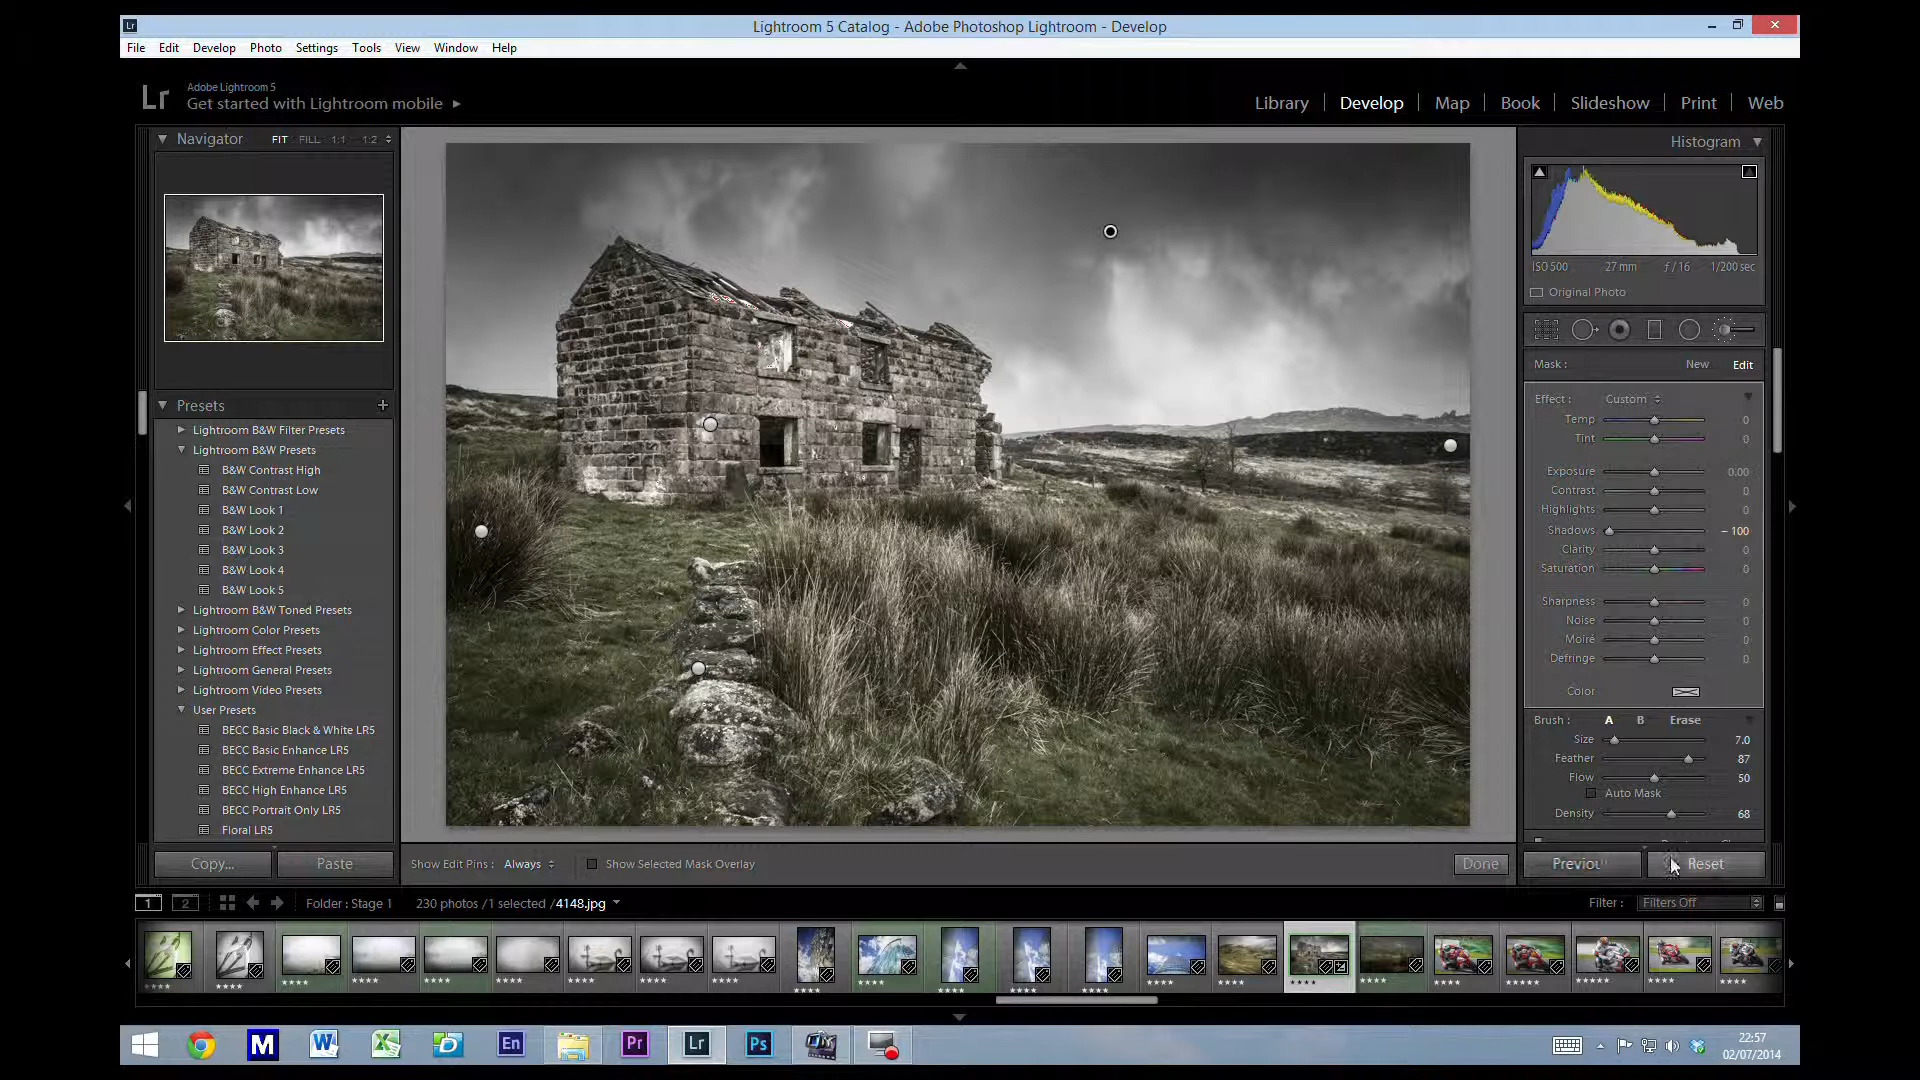 Lr
Lightroom 5 Catalog - Adobe Photoshop Lightroom - Develop
File Edit Develop Photo Settings Tools View Window Help
Lr
Adobe Lightroom 5
Get started with Lightroom mobile
Library Develop Map Book Slideshow Print Web
Navigator FIT FILL 1:1 1:2
Histogram
ISO 500 27 mm ƒ / 16 1/200 sec
Original Photo
Mask : New Edit
Effect : Custom
Temp 0
Tint 0
Exposure 0.00
Contrast 0
Highlights 0
Shadows – 100
Clarity 0
Saturation 0
Sharpness 0
Noise 0
Moiré 0
Defringe 0
Color
Brush : A B Erase
Size 7.0
Feather 87
Flow 50
Auto Mask
Density 68
Presets
Lightroom B&W Filter Presets
Lightroom B&W Presets
B&W Contrast High
B&W Contrast Low
B&W Look 1
B&W Look 2
B&W Look 3
B&W Look 4
B&W Look 5
Lightroom B&W Toned Presets
Lightroom Color Presets
Lightroom Effect Presets
Lightroom General Presets
Lightroom Video Presets
User Presets
BECC Basic Black & White LR5
BECC Basic Enhance LR5
BECC Extreme Enhance LR5
BECC High Enhance LR5
BECC Portrait Only LR5
Floral LR5
Copy... Paste
Show Edit Pins : Always Show Selected Mask Overlay Done
Reset
1 2 Folder : Stage 1 230 photos / 1 selected / 4148.jpg Filter : Filters Off
M En Pr Lr Ps
22:57
02/07/2014